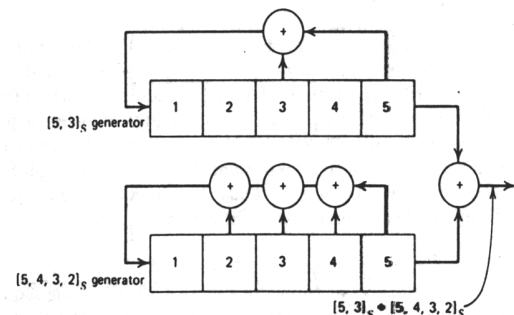 +
1 2 3 4 5
[5, 3]S generator
+ + + +
1 2 3 4 5
[5, 4, 3, 2]S generator
[5, 3]S • [5, 4, 3, 2]S